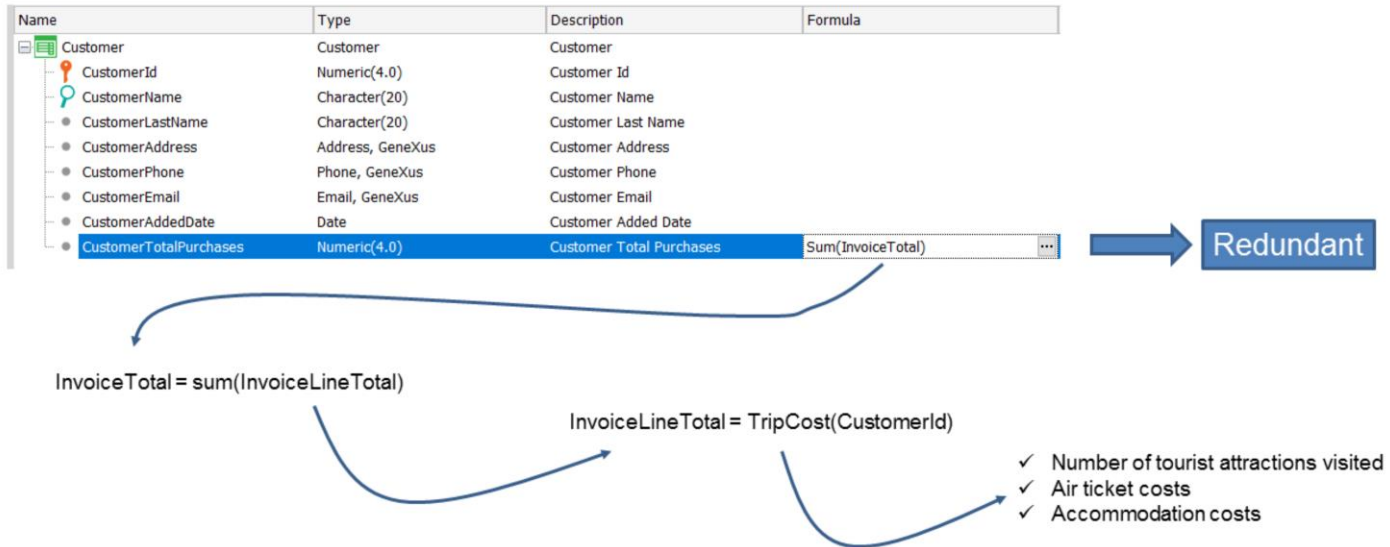 Name Type Description Formula
Customer Customer Customer
CustomerId Numeric(4.0) Customer Id
CustomerName Character(20) Customer Name
CustomerLastName Character(20) Customer Last Name
CustomerAddress Address, GeneXus Customer Address
CustomerPhone Phone, GeneXus Customer Phone
CustomerEmail Email, GeneXus Customer Email
CustomerAddedDate Date Customer Added Date
CustomerTotalPurchases Numeric(4.0) Customer Total Purchases Sum(InvoiceTotal) ...
Redundant
InvoiceTotal = sum(InvoiceLineTotal)
InvoiceLineTotal = TripCost(CustomerId)
✓ Number of tourist attractions visited
✓ Air ticket costs
✓ Accommodation costs